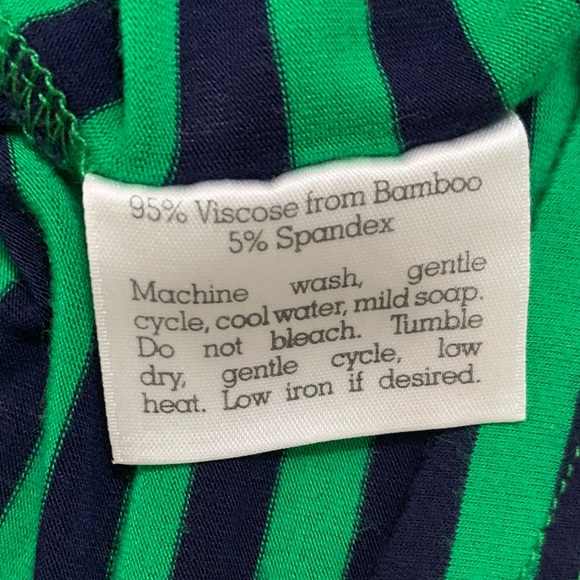 95% Viscose from Bamboo
5% Spandex
Machine wash, gentle
cycle, cool water, mild soap.
Do not bleach. Tumble
dry, gentle cycle, low
heat. Low iron if desired.